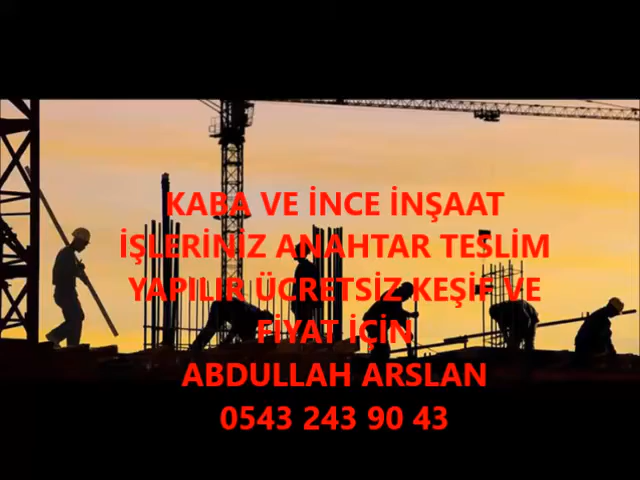 KABA VE İNCE İNŞAAT
İŞLERİNİZ ANAHTAR TESLİM
YAPILIR ÜCRETSİZ KEŞİF VE
FİYAT İÇİN
ABDULLAH ARSLAN
0543 243 90 43